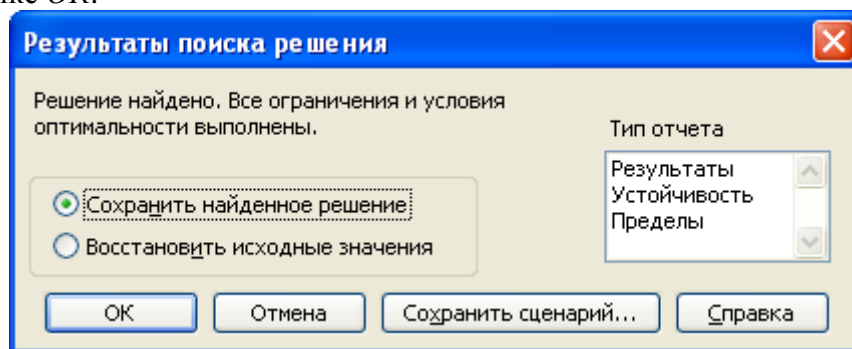 Результаты поиска решения
Решение найдено. Все ограничения и условия
оптимальности выполнены.
Тип отчета
Результаты
Устойчивость
Пределы
Сохранить найденное решение
Восстановить исходные значения
ОК
Отмена
Сохранить сценарий...
Справка